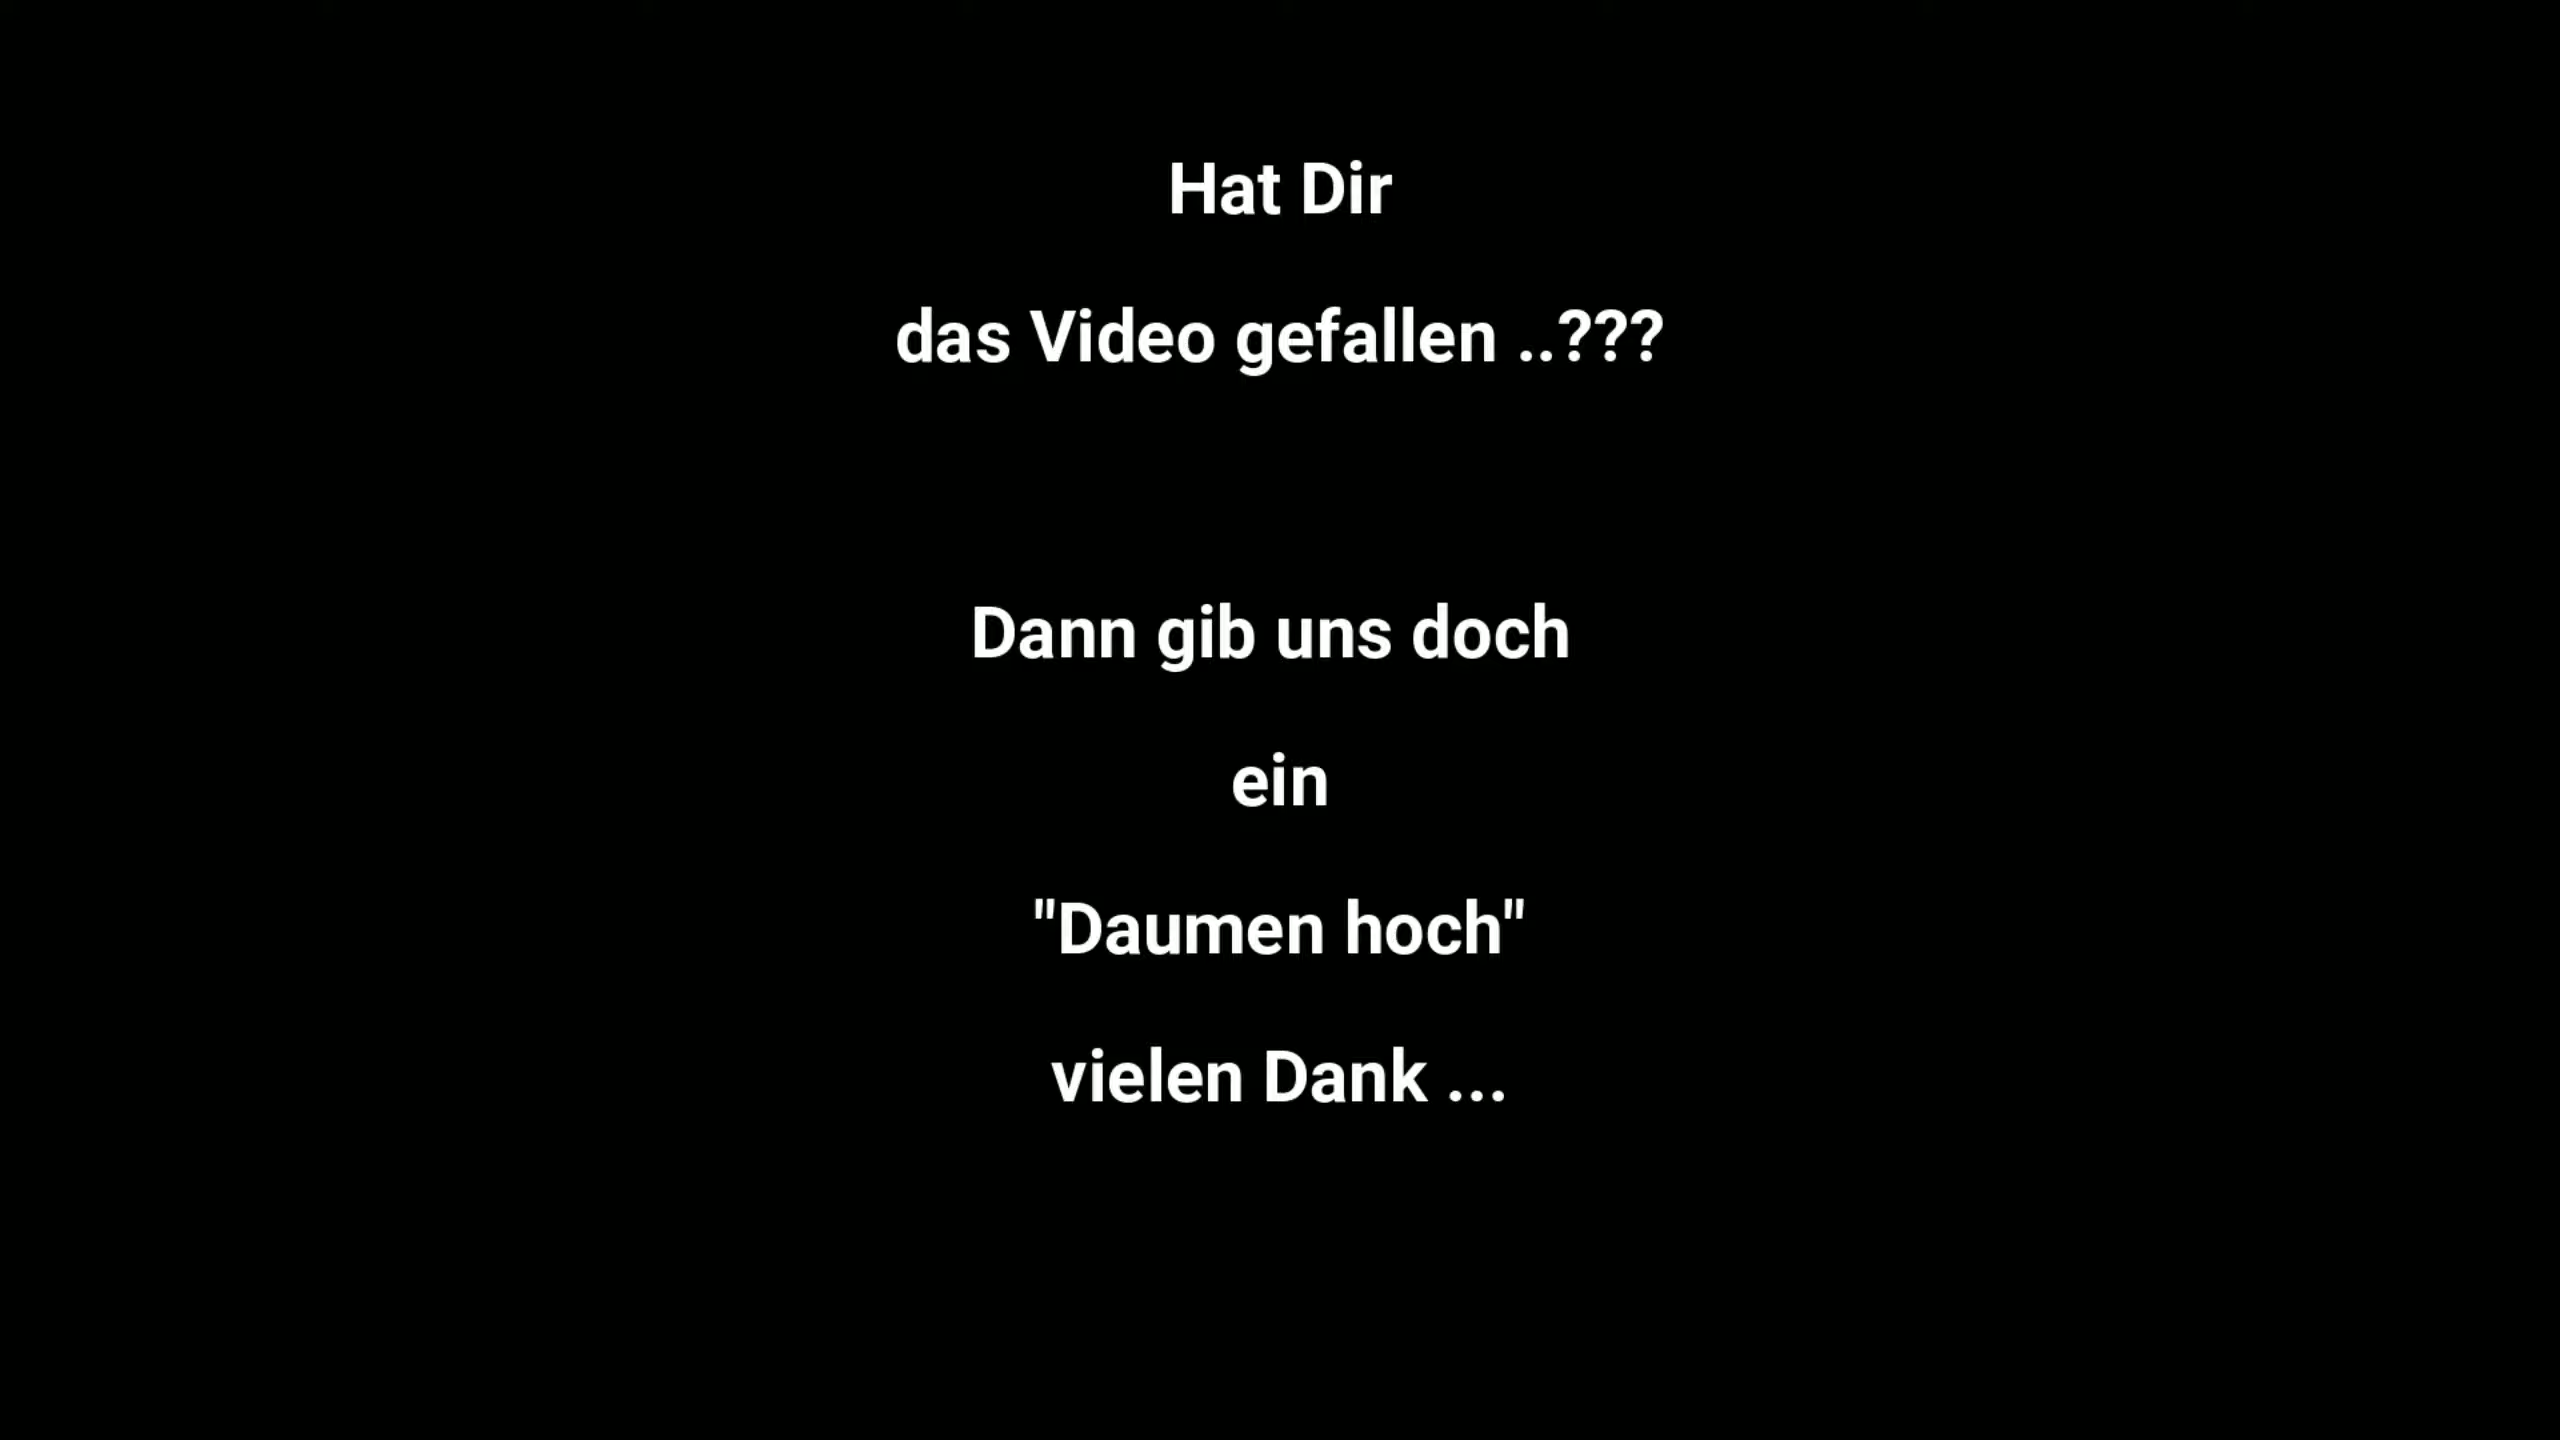 Hat Dir
das Video gefallen ..???
Dann gib uns doch
ein
"Daumen hoch"
vielen Dank ...